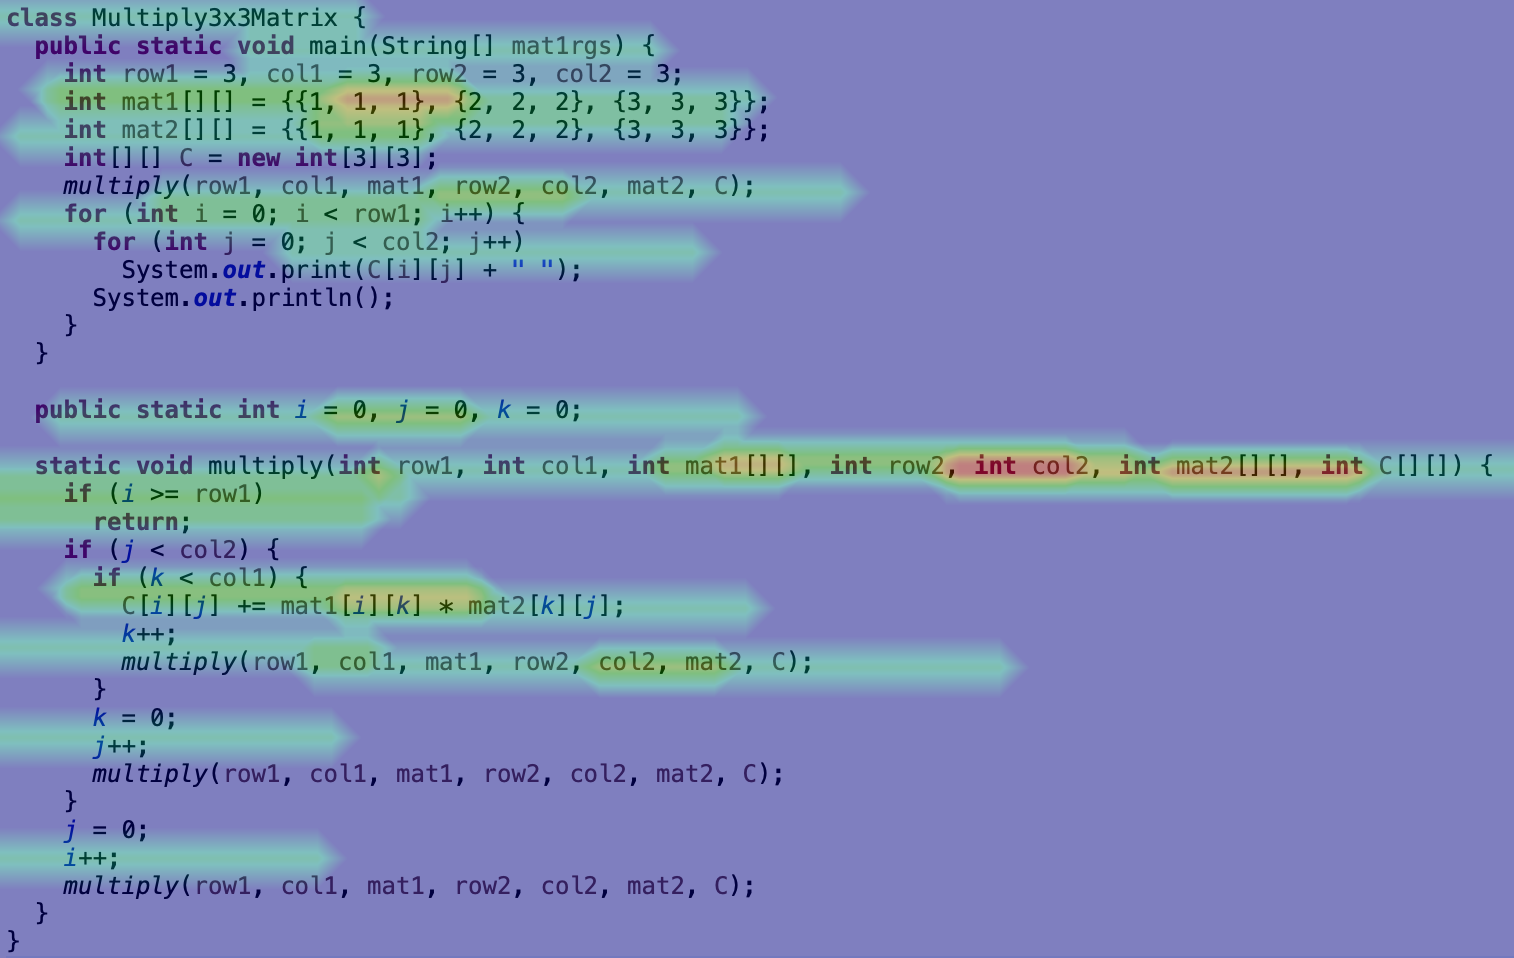 class Multiply3x3Matrix {
public static void main(String[] mat1rgs) {
int row1 = 3, col1 = 3, row2 = 3, col2 = 3;
int mat1[][] = {{1, 1, 1}, {2, 2, 2}, {3, 3, 3}};
int mat2[][] = {{1, 1, 1}, {2, 2, 2}, {3, 3, 3}};
int[][] C = new int[3][3];
multiply(row1, col1, mat1, row2, col2, mat2, C);
for (int i = 0; i < row1; i++) {
for (int j = 0; j < col2; j++)
System.out.print(C[i][j] + " ");
System.out.println();
}
}
public static int i = 0, j = 0, k = 0;
static void multiply(int row1, int col1, int mat1[][], int row2, int col2, int mat2[][], int C[][]) {
if (i >= row1)
return;
if (j < col2) {
if (k < col1) {
C[i][j] += mat1[i][k] * mat2[k][j];
k++;
multiply(row1, col1, mat1, row2, col2, mat2, C);
}
k = 0;
j++;
multiply(row1, col1, mat1, row2, col2, mat2, C);
}
j = 0;
i++;
multiply(row1, col1, mat1, row2, col2, mat2, C);
}
}